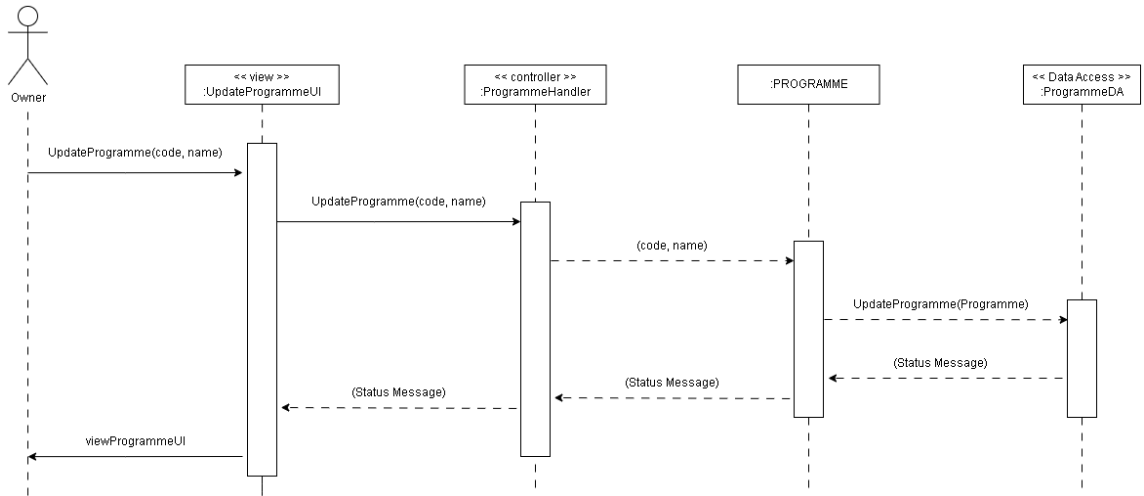 Owner
<< view >>
:UpdateProgrammeUI
<< controller >>
:ProgrammeHandler
:PROGRAMME
<< Data Access >>
:ProgrammeDA
UpdateProgramme(code, name)
UpdateProgramme(code, name)
(code, name)
UpdateProgramme(Programme)
(Status Message)
(Status Message)
(Status Message)
viewProgrammeUI